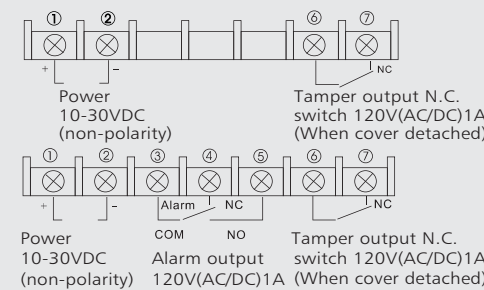 ① ② ⑥ ⑦
+ - NC
Power
10-30VDC
(non-polarity)
Tamper output N.C.
switch 120V(AC/DC)1A
(When cover detached)
① ② ③ ④ ⑤ ⑥ ⑦
+ - Alarm NC NC
COM NO
Power
10-30VDC
(non-polarity)
Alarm output
120V(AC/DC)1A
Tamper output N.C.
switch 120V(AC/DC)1A
(When cover detached)